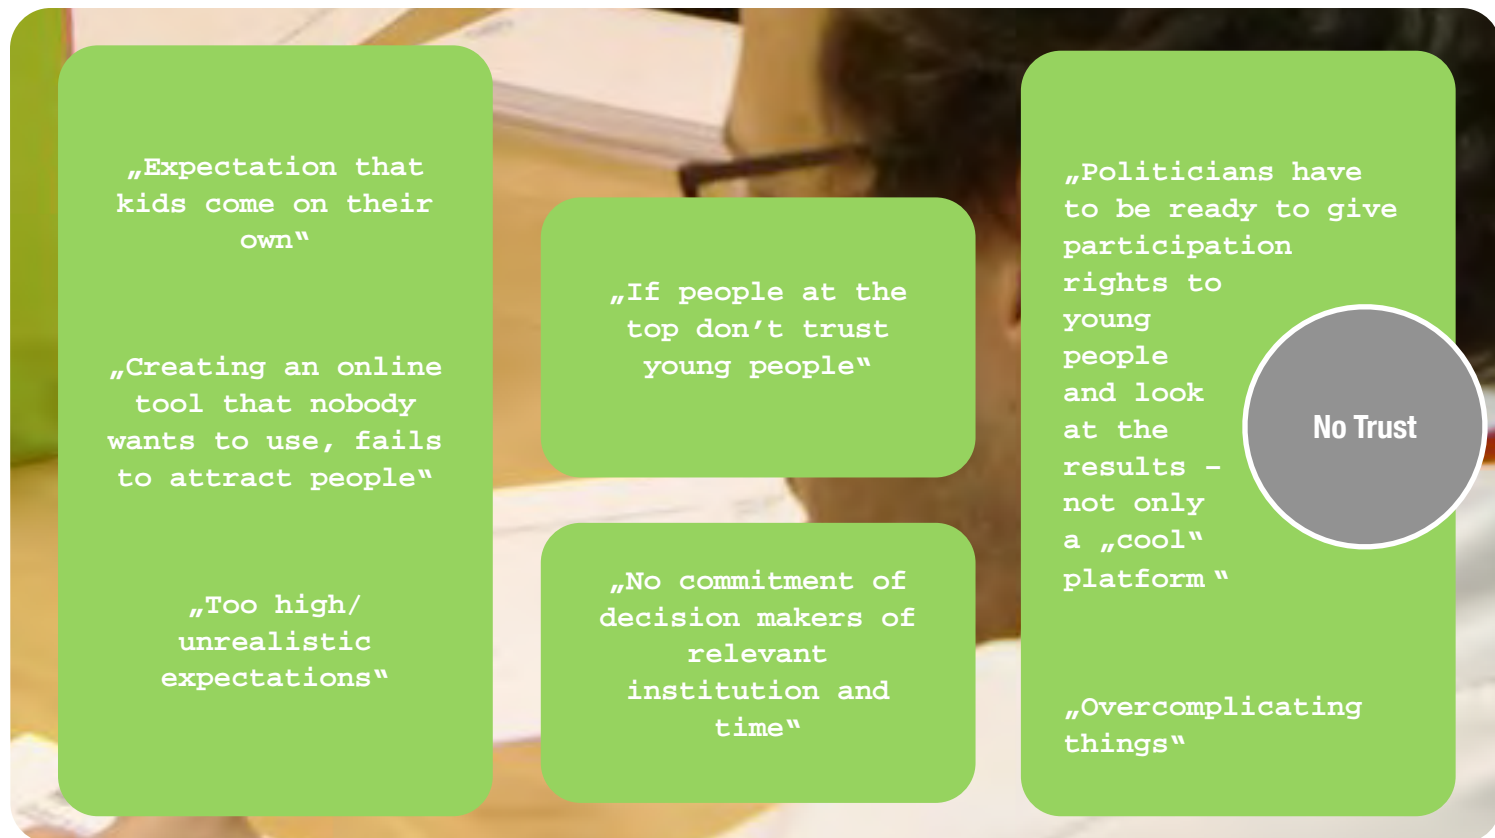 „Expectation that
kids come on their
own“
„Creating an online
tool that nobody
wants to use, fails
to attract people“
„Too high/
unrealistic
expectations“
„If people at the
top don’t trust
young people“
„No commitment of
decision makers of
relevant
institution and
time“
„Politicians have
to be ready to give
participation
rights to
young
people
and look
at the
results –
not only
a „cool“
platform“
„Overcomplicating
things“
No Trust